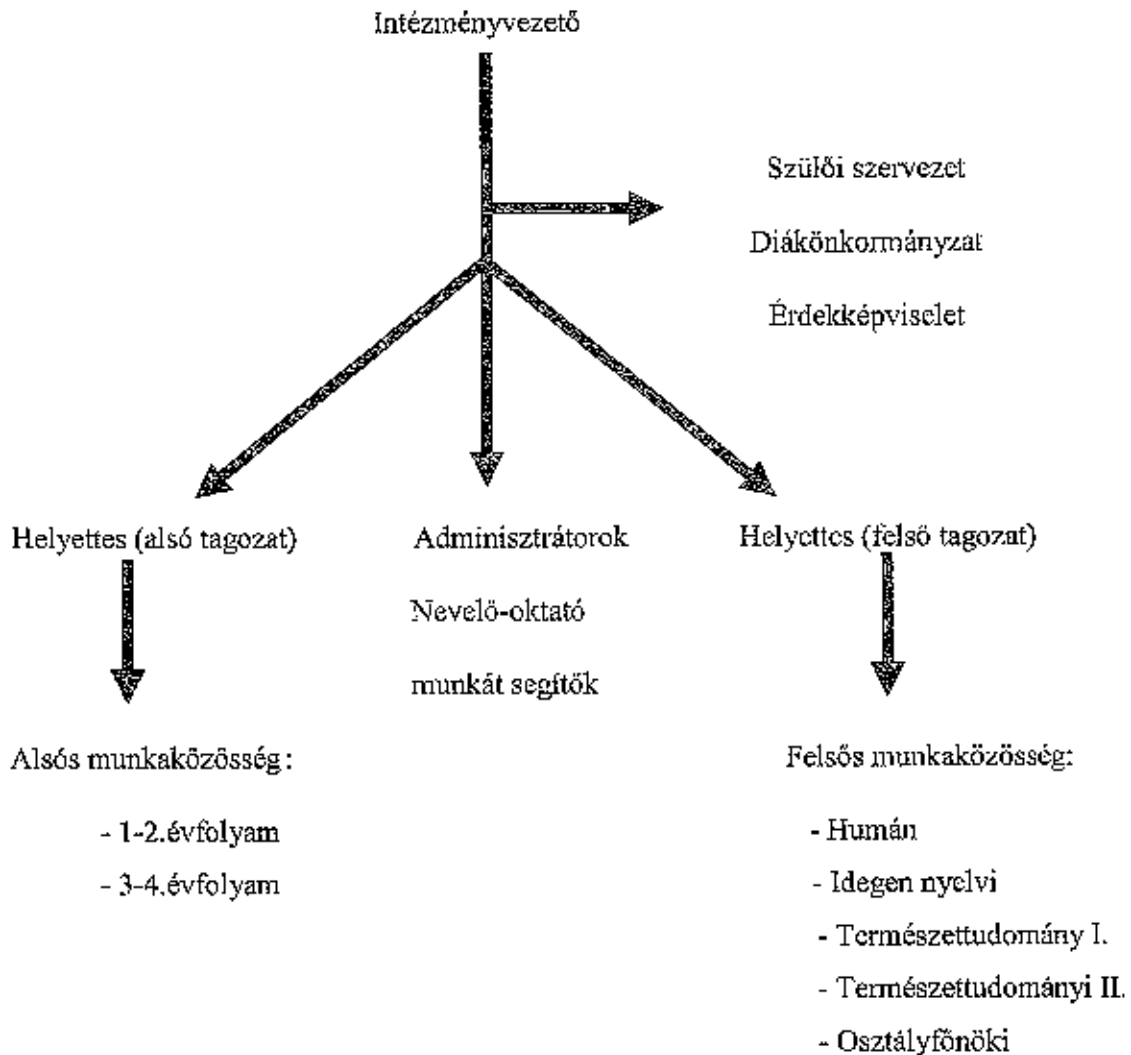 Intézményvezető
Szülői szervezet
Diákönkormányzat
Érdekképviselet
Helyettes (alsó tagozat)
Adminisztrátorok
Nevelő-oktató
munkát segítők
Helyettes (felső tagozat)
Alsós munkaközösség:
- 1-2.évfolyam
- 3-4.évfolyam
Felsős munkaközösség:
- Humán
- Idegen nyelvi
- Természettudomány I.
- Természettudományi II.
- Osztályfőnöki